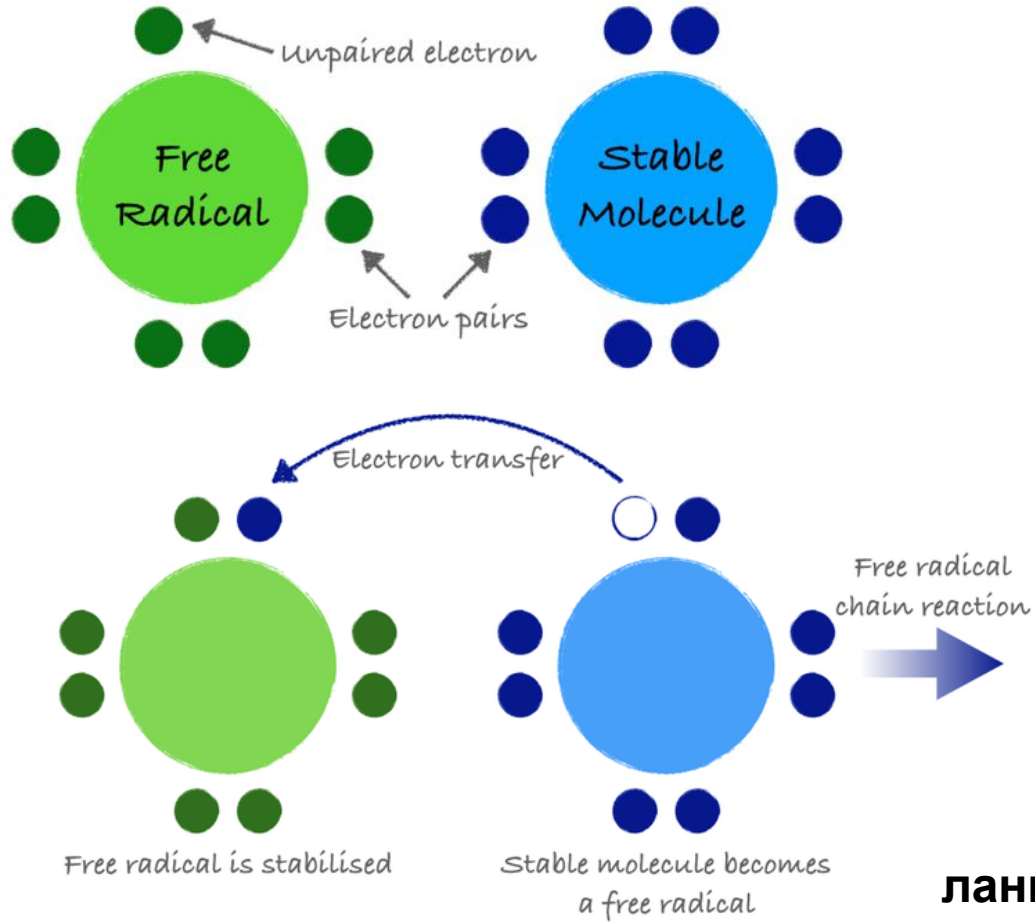 Unpaired electron
Free
Radical
Stable
Molecule
Electron pairs
Electron transfer
Free radical
chain reaction
Free radical is stabilised
Stable molecule becomes
a free radical